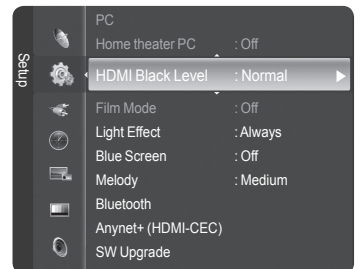 Setup
PC
Home theater PC : Off
HDMI Black Level : Normal
Film Mode : Off
Light Effect : Always
Blue Screen : Off
Melody : Medium
Bluetooth
Anynet+ (HDMI-CEC)
SW Upgrade